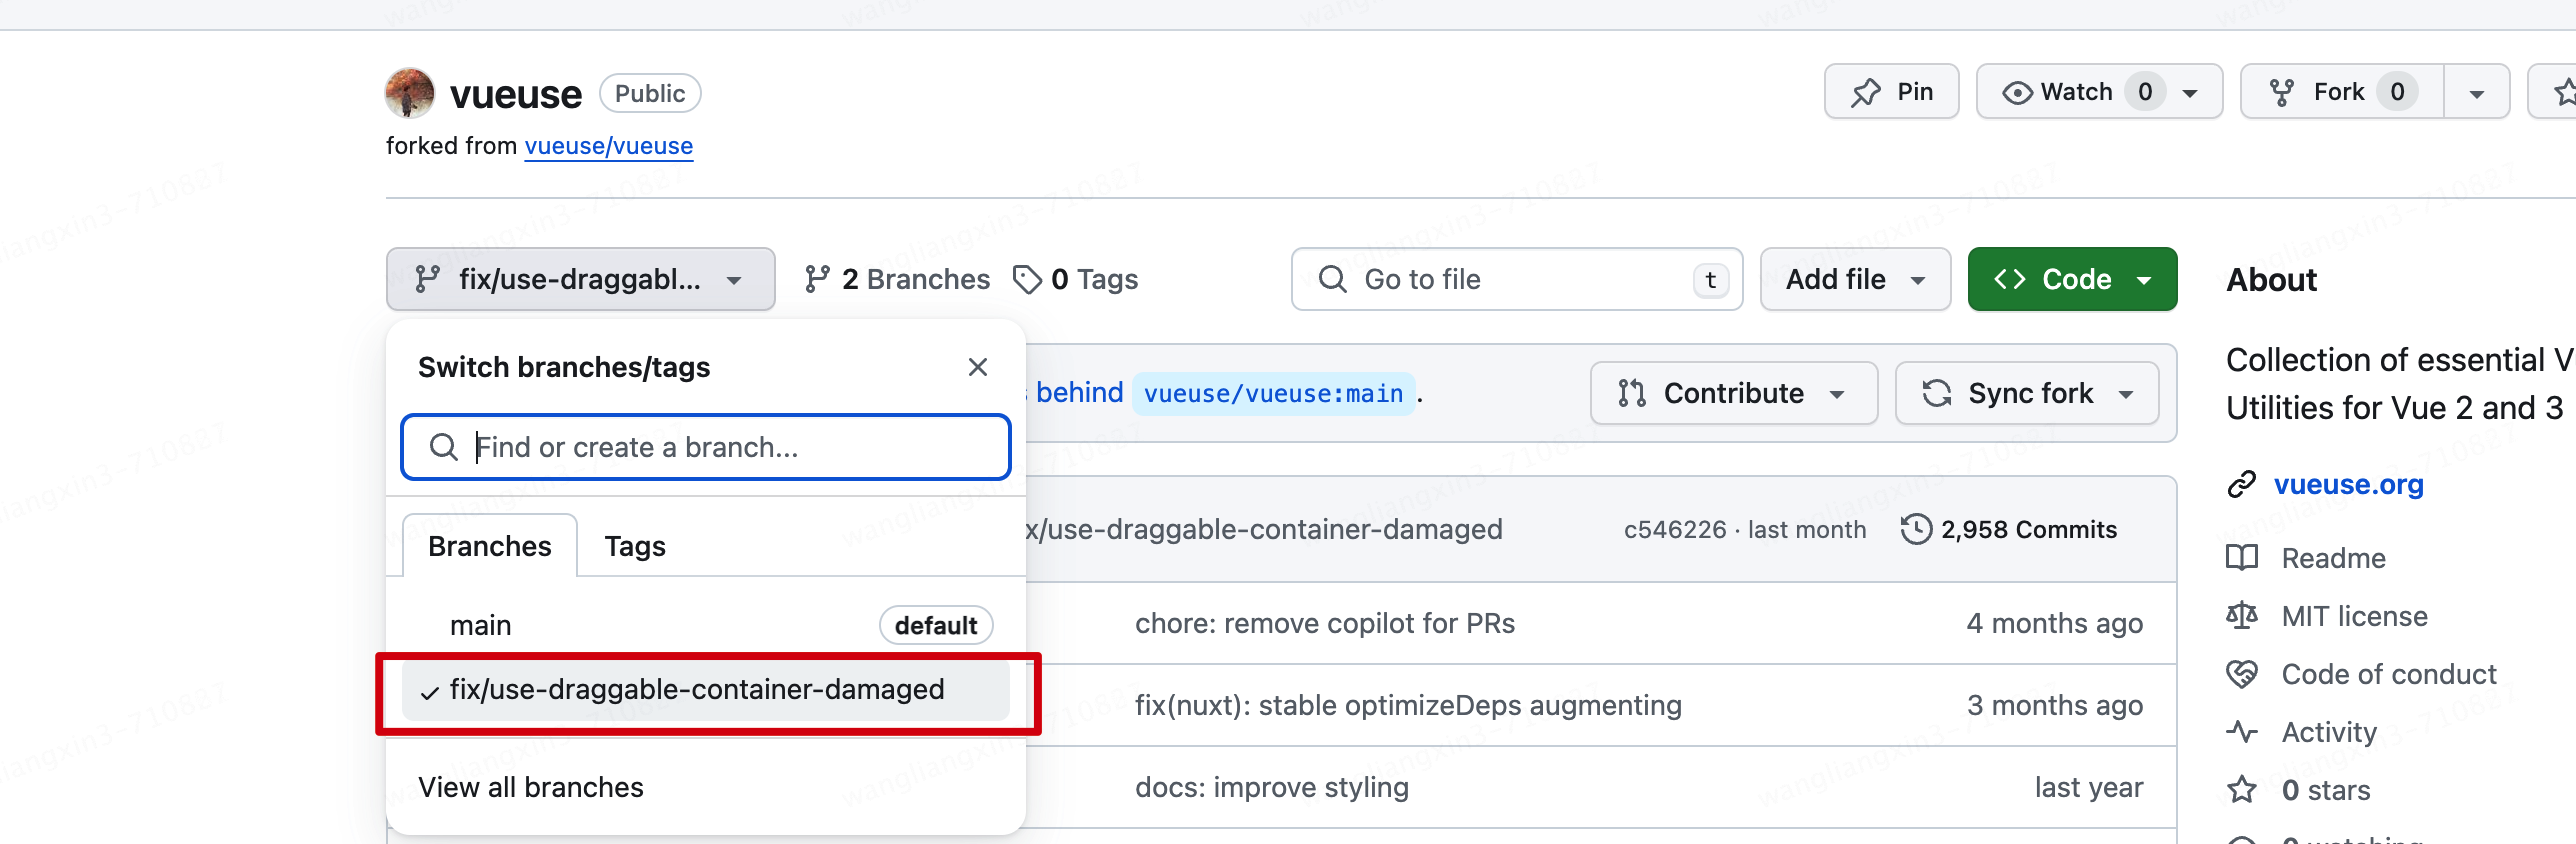 vueuse Public
Pin
Watch 0
Fork 0
forked from vueuse/vueuse
fix/use-draggabl...
2 Branches
0 Tags
Go to file t
Add file
Code
About
Switch branches/tags
Find or create a branch...
Branches
Tags
main default
fix/use-draggable-container-damaged
View all branches
behind vueuse/vueuse:main.
Contribute
Sync fork
x/use-draggable-container-damaged
c546226 · last month
2,958 Commits
chore: remove copilot for PRs
4 months ago
fix(nuxt): stable optimizeDeps augmenting
3 months ago
docs: improve styling
last year
Collection of essential V
Utilities for Vue 2 and 3
vueuse.org
Readme
MIT license
Code of conduct
Activity
0 stars
wangliangxin3-710827